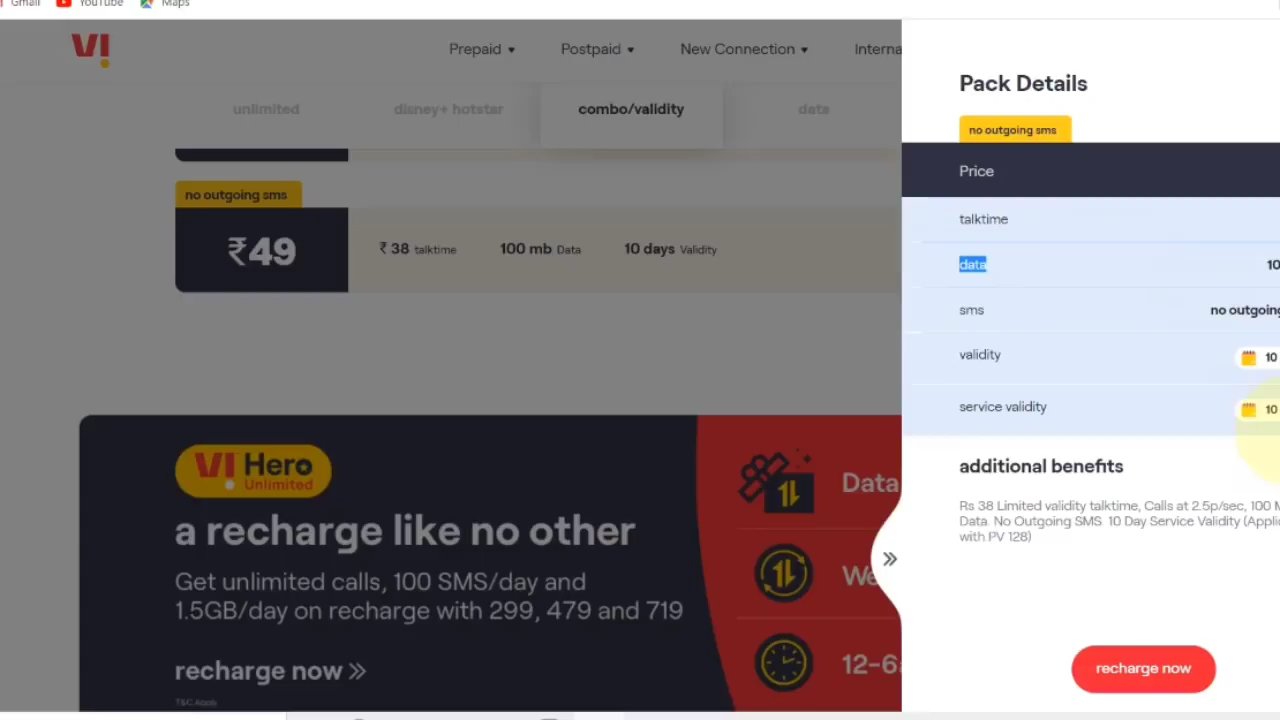 Gmail YouTube Maps
VI
Prepaid Postpaid New Connection Interna
unlimited disney+ hotstar combo/validity data
no outgoing sms
₹49 ₹ 38 talktime 100 mb Data 10 days Validity
VI Hero
Unlimited
a recharge like no other
Get unlimited calls, 100 SMS/day and
1.5GB/day on recharge with 299, 479 and 719
recharge now
T&C Apply
Data
We
12-6
Pack Details
no outgoing sms
Price
talktime
data 10
sms no outgoing
validity 10
service validity 10
additional benefits
Rs 38 Limited validity talktime, Calls at 2.5p/sec, 100 M
Data. No Outgoing SMS 10 Day Service Validity (Appli
with PV 128)
recharge now